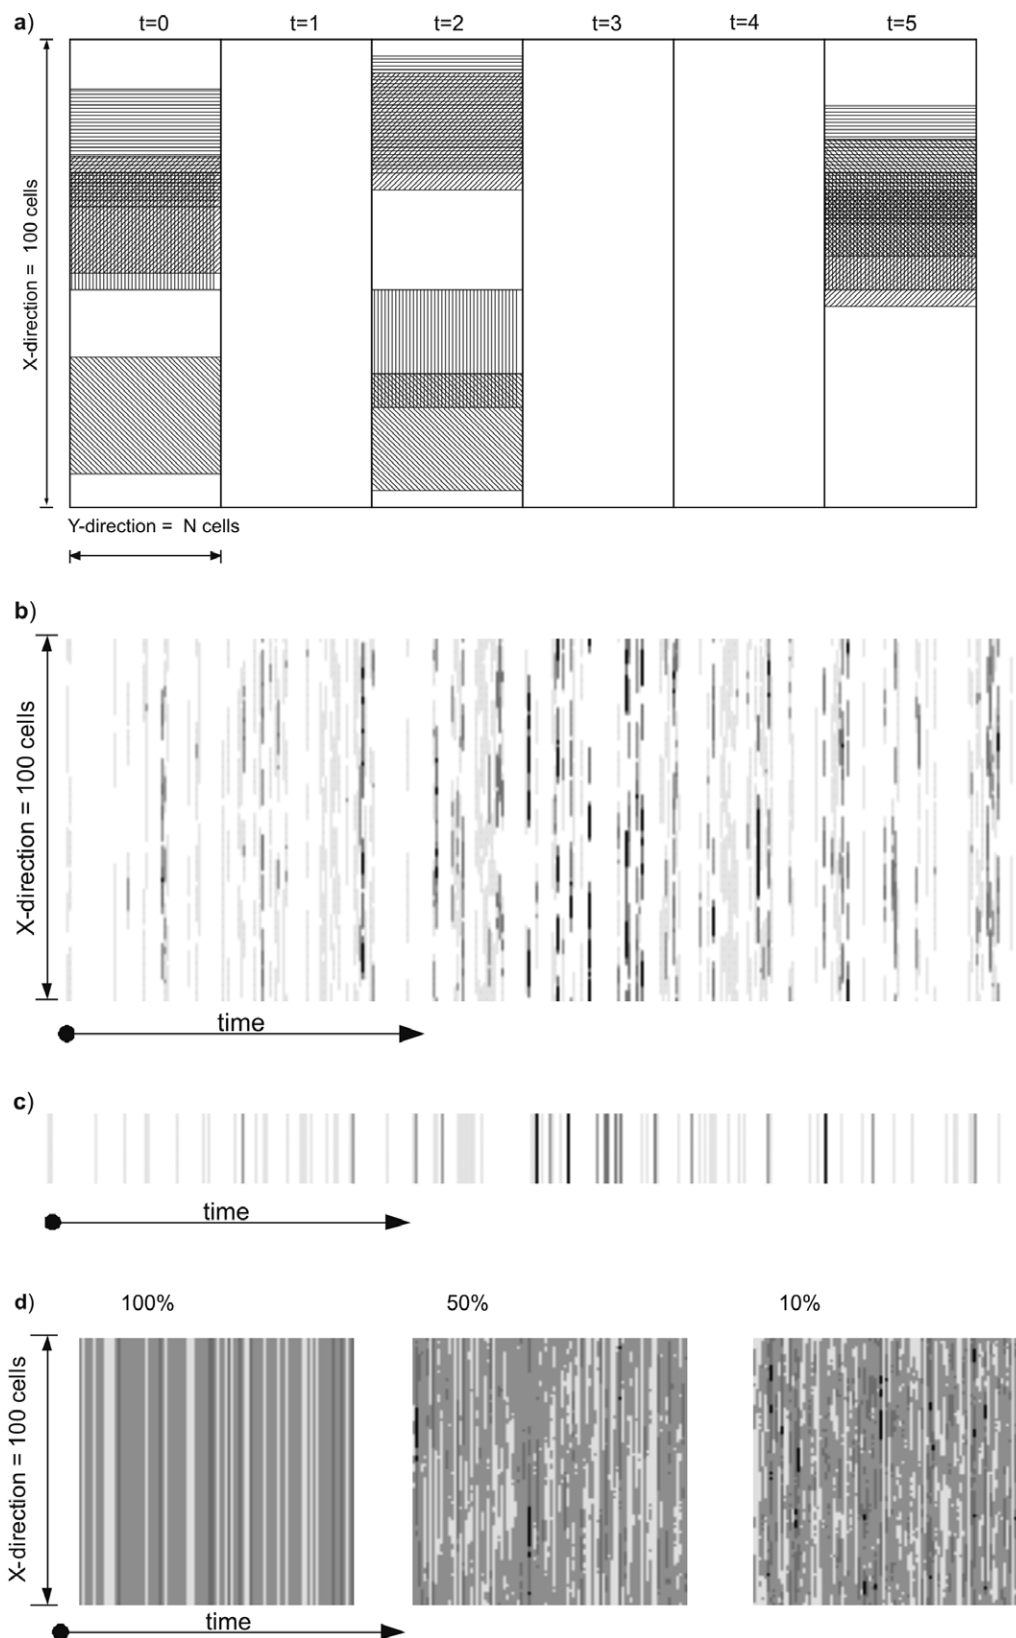 a) t=0 t=1 t=2 t=3 t=4 t=5
X-direction = 100 cells
Y-direction = N cells
b)
X-direction = 100 cells
time
c)
time
d) 100% 50% 10%
X-direction = 100 cells
time